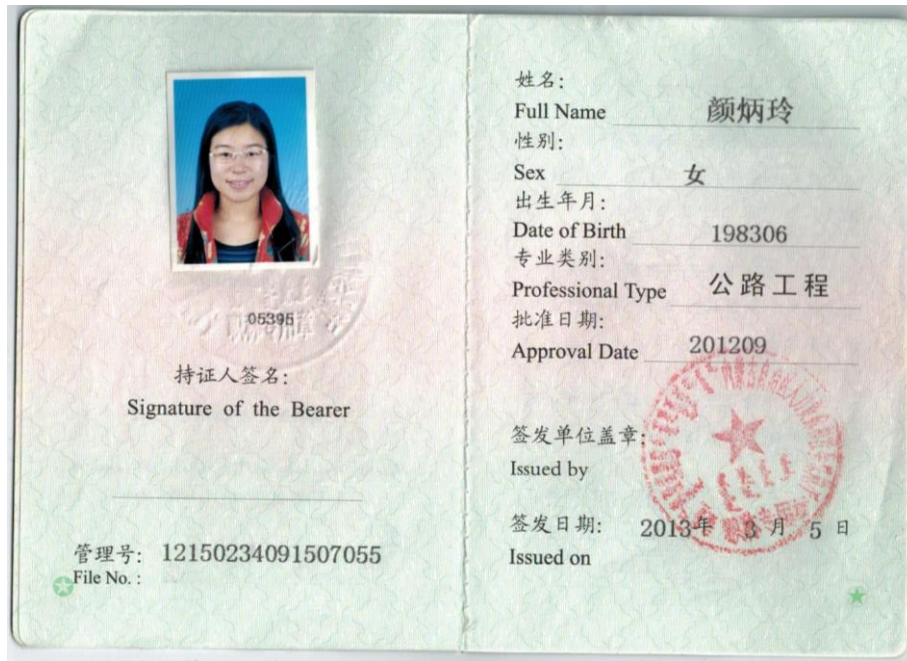 05395
持证人签名:
Signature of the Bearer
管理号: 12150234091507055
File No. :
姓名:
Full Name 颜炳玲
性别:
Sex 女
出生年月:
Date of Birth 198306
专业类别:
Professional Type 公路工程
批准日期:
Approval Date 201209
签发单位盖章:
Issued by
签发日期: 2013年 3 月 5 日
Issued on